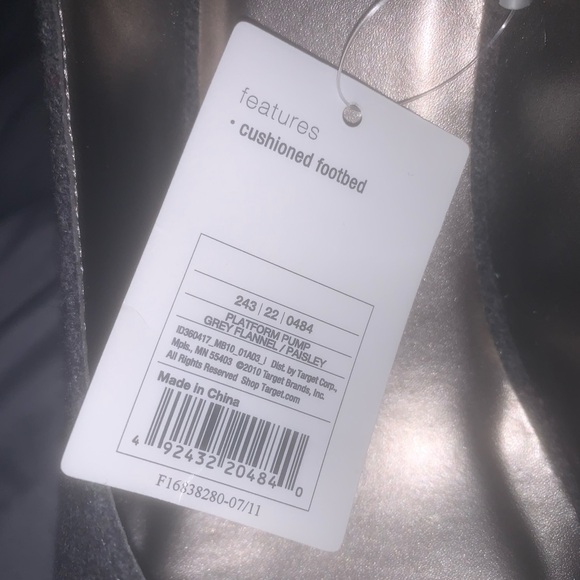 features
• cushioned footbed
243 | 22 | 0484
PLATFORM PUMP
GREY FLANNEL / PAISLEY
ID360417_MB10_01A03_I Dist. by Target Corp.,
Mpls., MN 55403 ©2010 Target Brands, Inc.
All Rights Reserved Shop Target.com
Made in China
4 92432 20484 0
F16838280-07/11